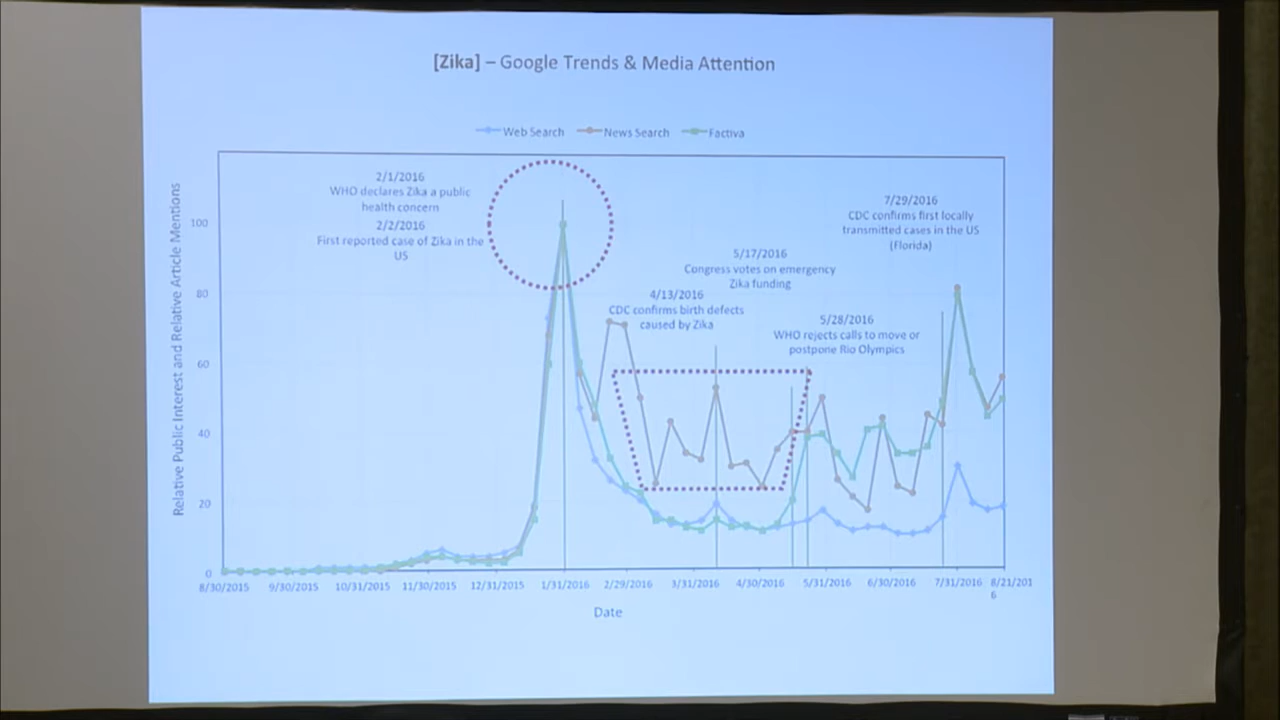 [Zika] – Google Trends & Media Attention
Web Search
News Search
Factiva
Relative Public Interest and Relative Article Mentions
100
80
60
40
20
0
2/1/2016
WHO declares Zika a public
health concern
2/2/2016
First reported case of Zika in the
US
4/13/2016
CDC confirms birth defects
caused by Zika
5/17/2016
Congress votes on emergency
Zika funding
5/28/2016
WHO rejects calls to move or
postpone Rio Olympics
7/29/2016
CDC confirms first locally
transmitted cases in the US
(Florida)
8/30/2015
9/30/2015
10/31/2015
11/30/2015
12/31/2015
1/31/2016
2/29/2016
3/31/2016
4/30/2016
5/31/2016
6/30/2016
7/31/2016
8/21/201
6
Date